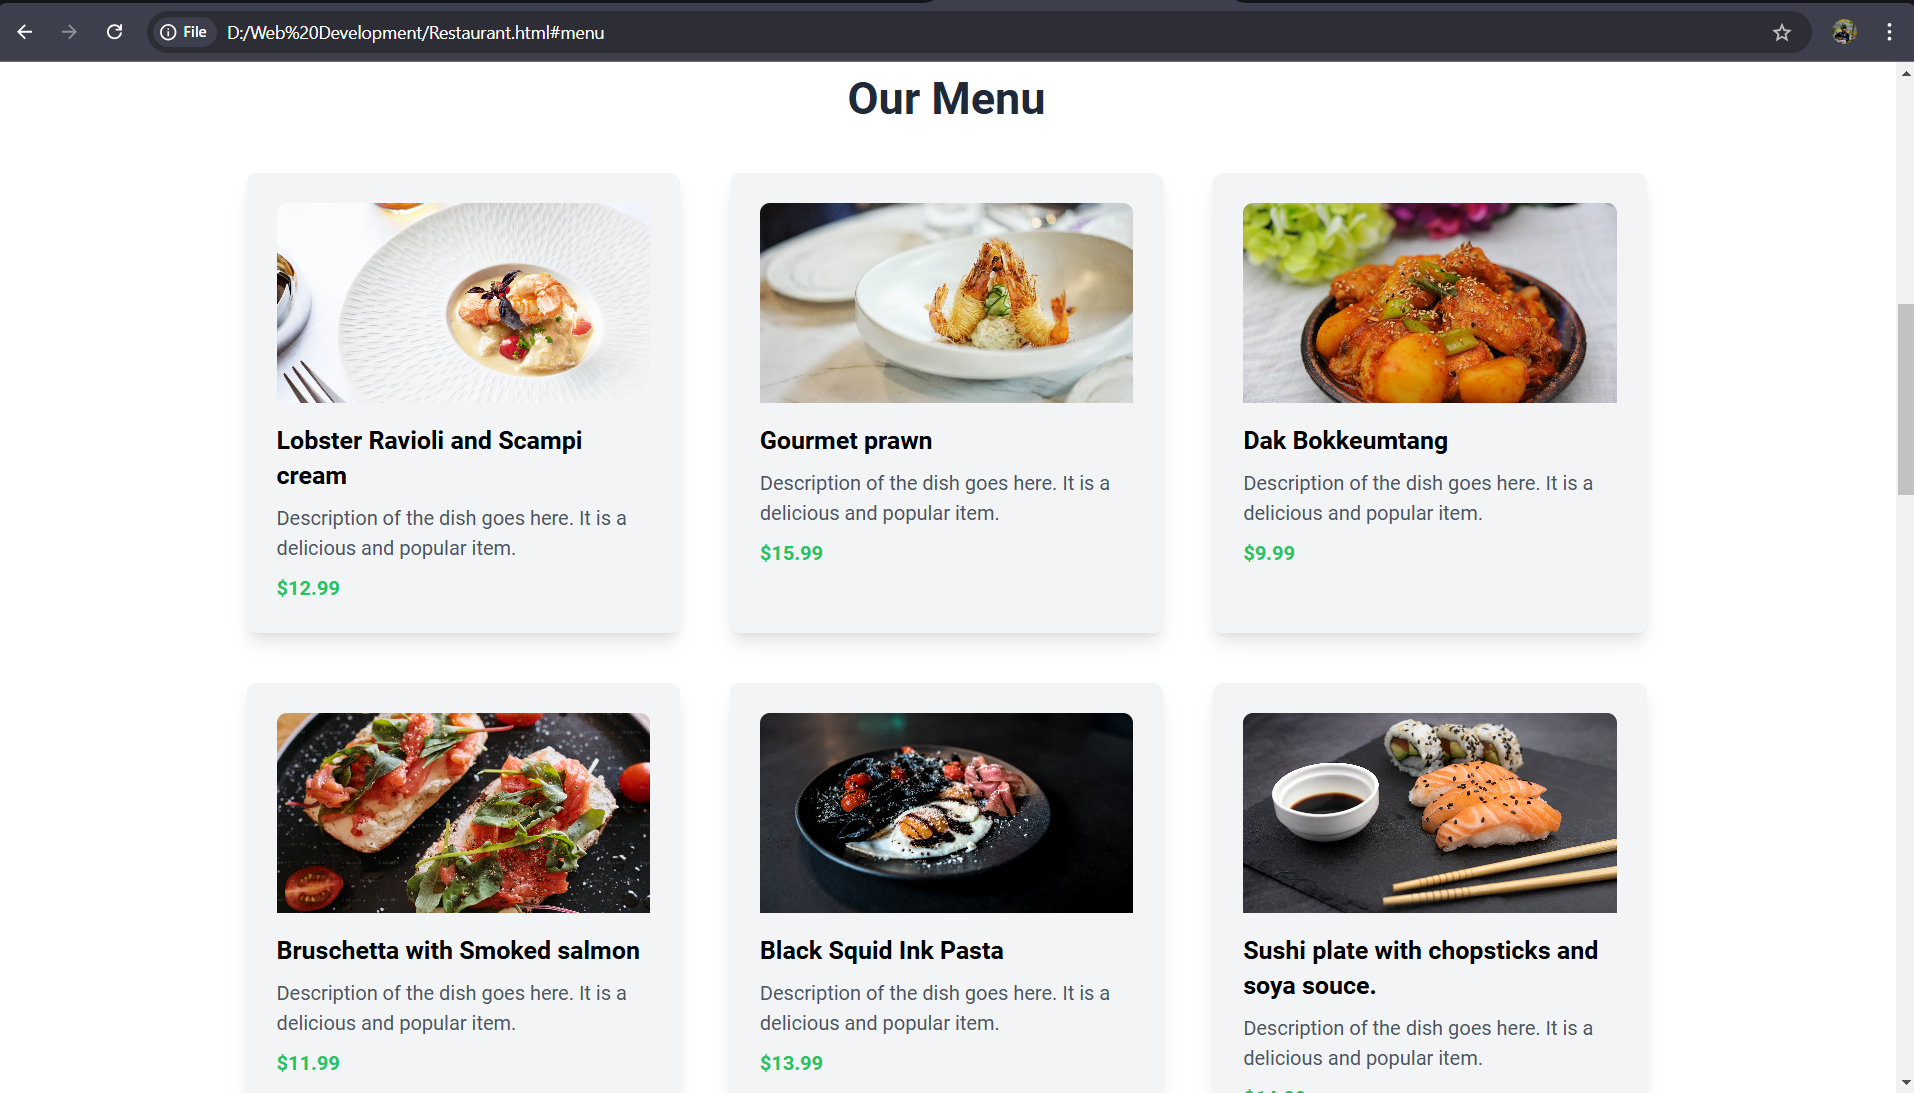 File
D:/Web%20Development/Restaurant.html#menu
Our Menu
Lobster Ravioli and Scampi
cream
Description of the dish goes here. It is a
delicious and popular item.
$12.99
Gourmet prawn
Description of the dish goes here. It is a
delicious and popular item.
$15.99
Dak Bokkeumtang
Description of the dish goes here. It is a
delicious and popular item.
$9.99
Bruschetta with Smoked salmon
Description of the dish goes here. It is a
delicious and popular item.
$11.99
Black Squid Ink Pasta
Description of the dish goes here. It is a
delicious and popular item.
$13.99
Sushi plate with chopsticks and
soya souce.
Description of the dish goes here. It is a
delicious and popular item.